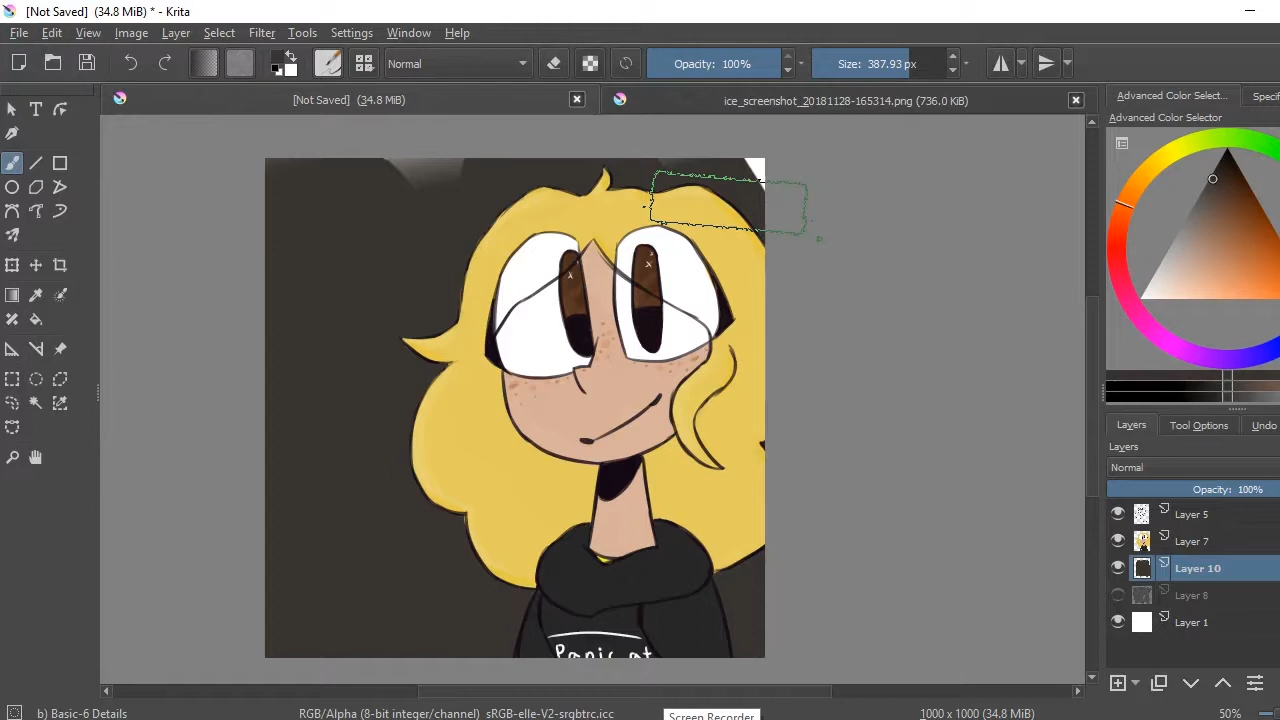 [Not Saved]  (34.8 MiB) * - Krita
File Edit View Image Layer Select Filter Tools Settings Window Help
Normal
Opacity: 100%
Size: 387.93 px
[Not Saved]  (34.8 MiB)
ice_screenshot_20181128-165314.png (736.0 KiB)
Advanced Color Select...
Specif
Advanced Color Selector
Layers Tool Options Undo
Layers
Normal
Opacity: 100%
Layer 5
Layer 7
Layer 10
Layer 8
Layer 1
Panic at
b) Basic-6 Details
RGB/Alpha (8-bit integer/channel)  sRGB-elle-V2-srgbtrc.icc
Screen Recorder
1000 x 1000 (34.8 MiB)
50%